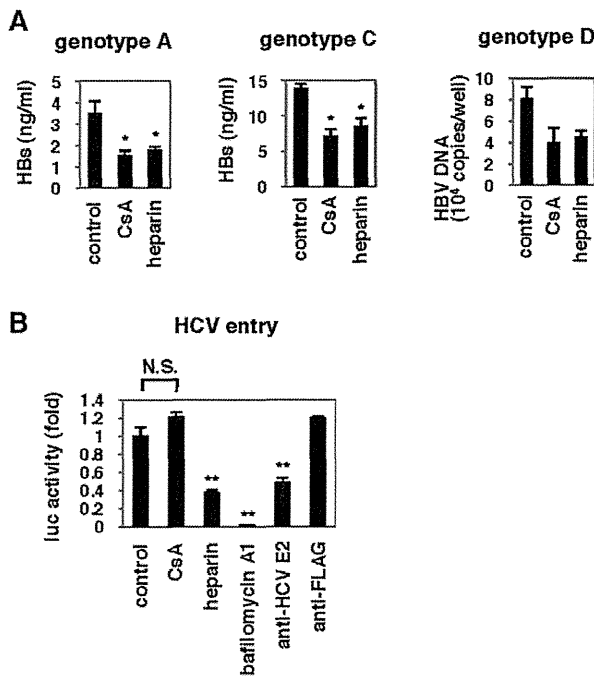 A
genotype A
genotype C
genotype D
HBs (ng/ml)
5
4
3
2
1
0
* *
control
CsA
heparin
HBs (ng/ml)
15
10
5
0
* *
control
CsA
heparin
HBV DNA
(10⁴ copies/well)
10
8
6
4
2
0
control
CsA
heparin
B
HCV entry
N.S.
luc activity (fold)
1.4
1.2
1
0.8
0.6
0.4
0.2
0
** ** **
control
CsA
heparin
bafilomycin A1
anti-HCV E2
anti-FLAG